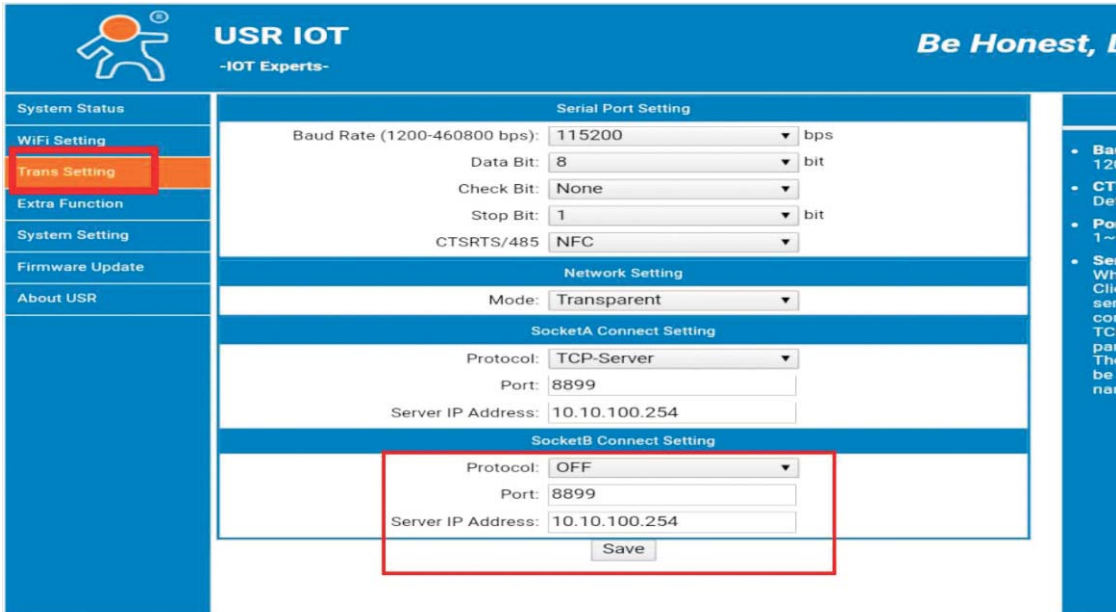 ®
USR IOT
-IOT Experts-
Be Honest,
System Status
WiFi Setting
Trans Setting
Extra Function
System Setting
Firmware Update
About USR
Serial Port Setting
Baud Rate (1200-460800 bps): 115200 bps
Data Bit: 8 bit
Check Bit: None
Stop Bit: 1 bit
CTSRTS/485 NFC
Network Setting
Mode: Transparent
SocketA Connect Setting
Protocol: TCP-Server
Port: 8899
Server IP Address: 10.10.100.254
SocketB Connect Setting
Protocol: OFF
Port: 8899
Server IP Address: 10.10.100.254
Save